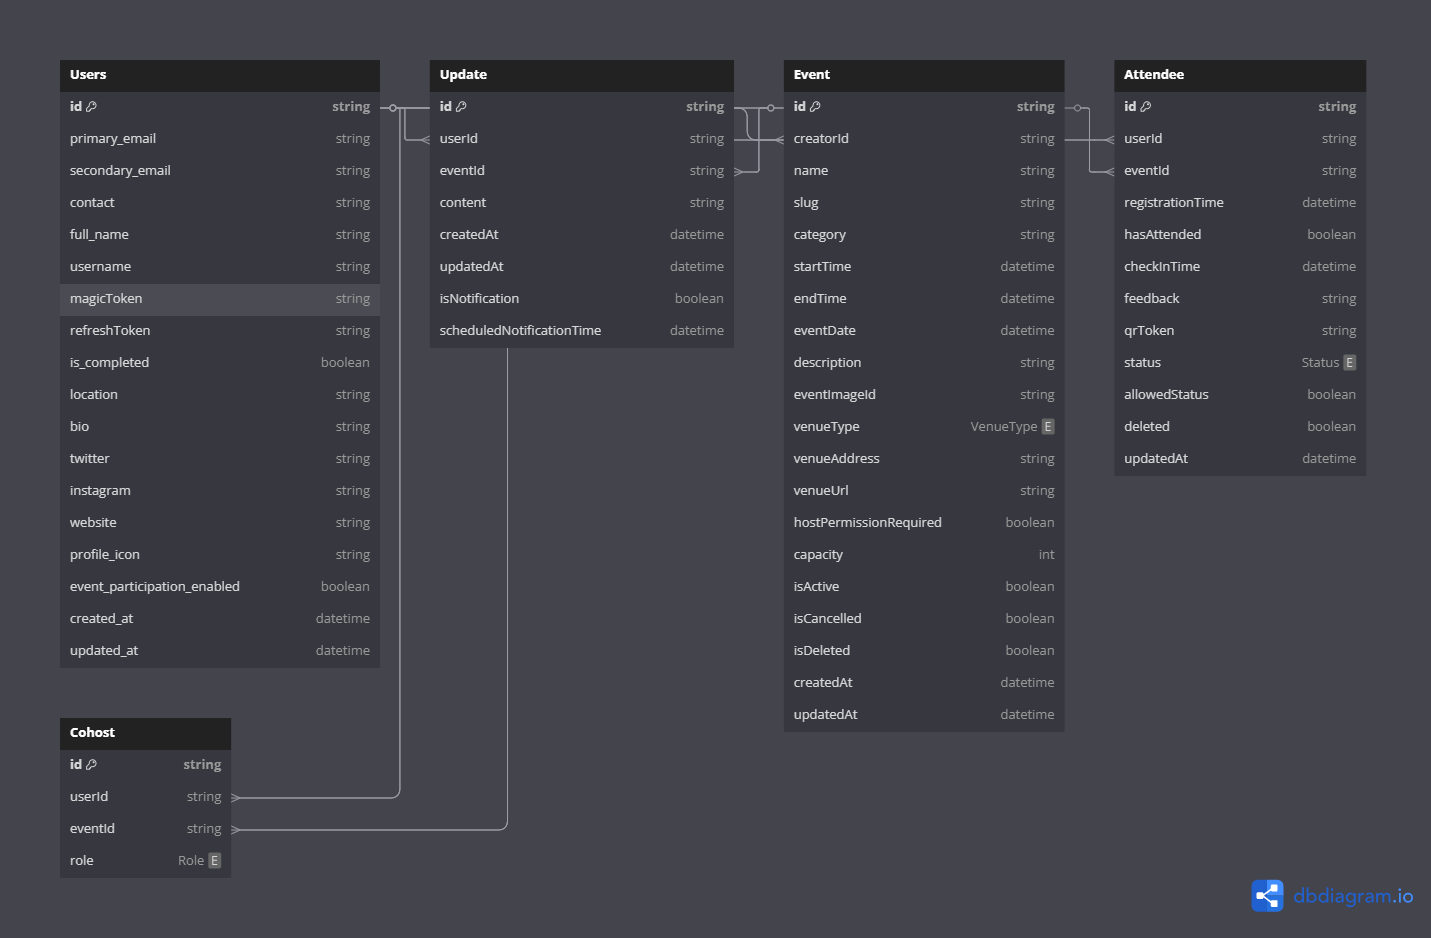 Users
id string
primary_email string
secondary_email string
contact string
full_name string
username string
magicToken string
refreshToken string
is_completed boolean
location string
bio string
twitter string
instagram string
website string
profile_icon string
event_participation_enabled boolean
created_at datetime
updated_at datetime
Update
id string
userId string
eventId string
content string
createdAt datetime
updatedAt datetime
isNotification boolean
scheduledNotificationTime datetime
Event
id string
creatorId string
name string
slug string
category string
startTime datetime
endTime datetime
eventDate datetime
description string
eventImageId string
venueType VenueType E
venueAddress string
venueUrl string
hostPermissionRequired boolean
capacity int
isActive boolean
isCancelled boolean
isDeleted boolean
createdAt datetime
updatedAt datetime
Attendee
id string
userId string
eventId string
registrationTime datetime
hasAttended boolean
checkInTime datetime
feedback string
qrToken string
status Status E
allowedStatus boolean
deleted boolean
updatedAt datetime
Cohost
id string
userId string
eventId string
role Role E
dbdiagram.io